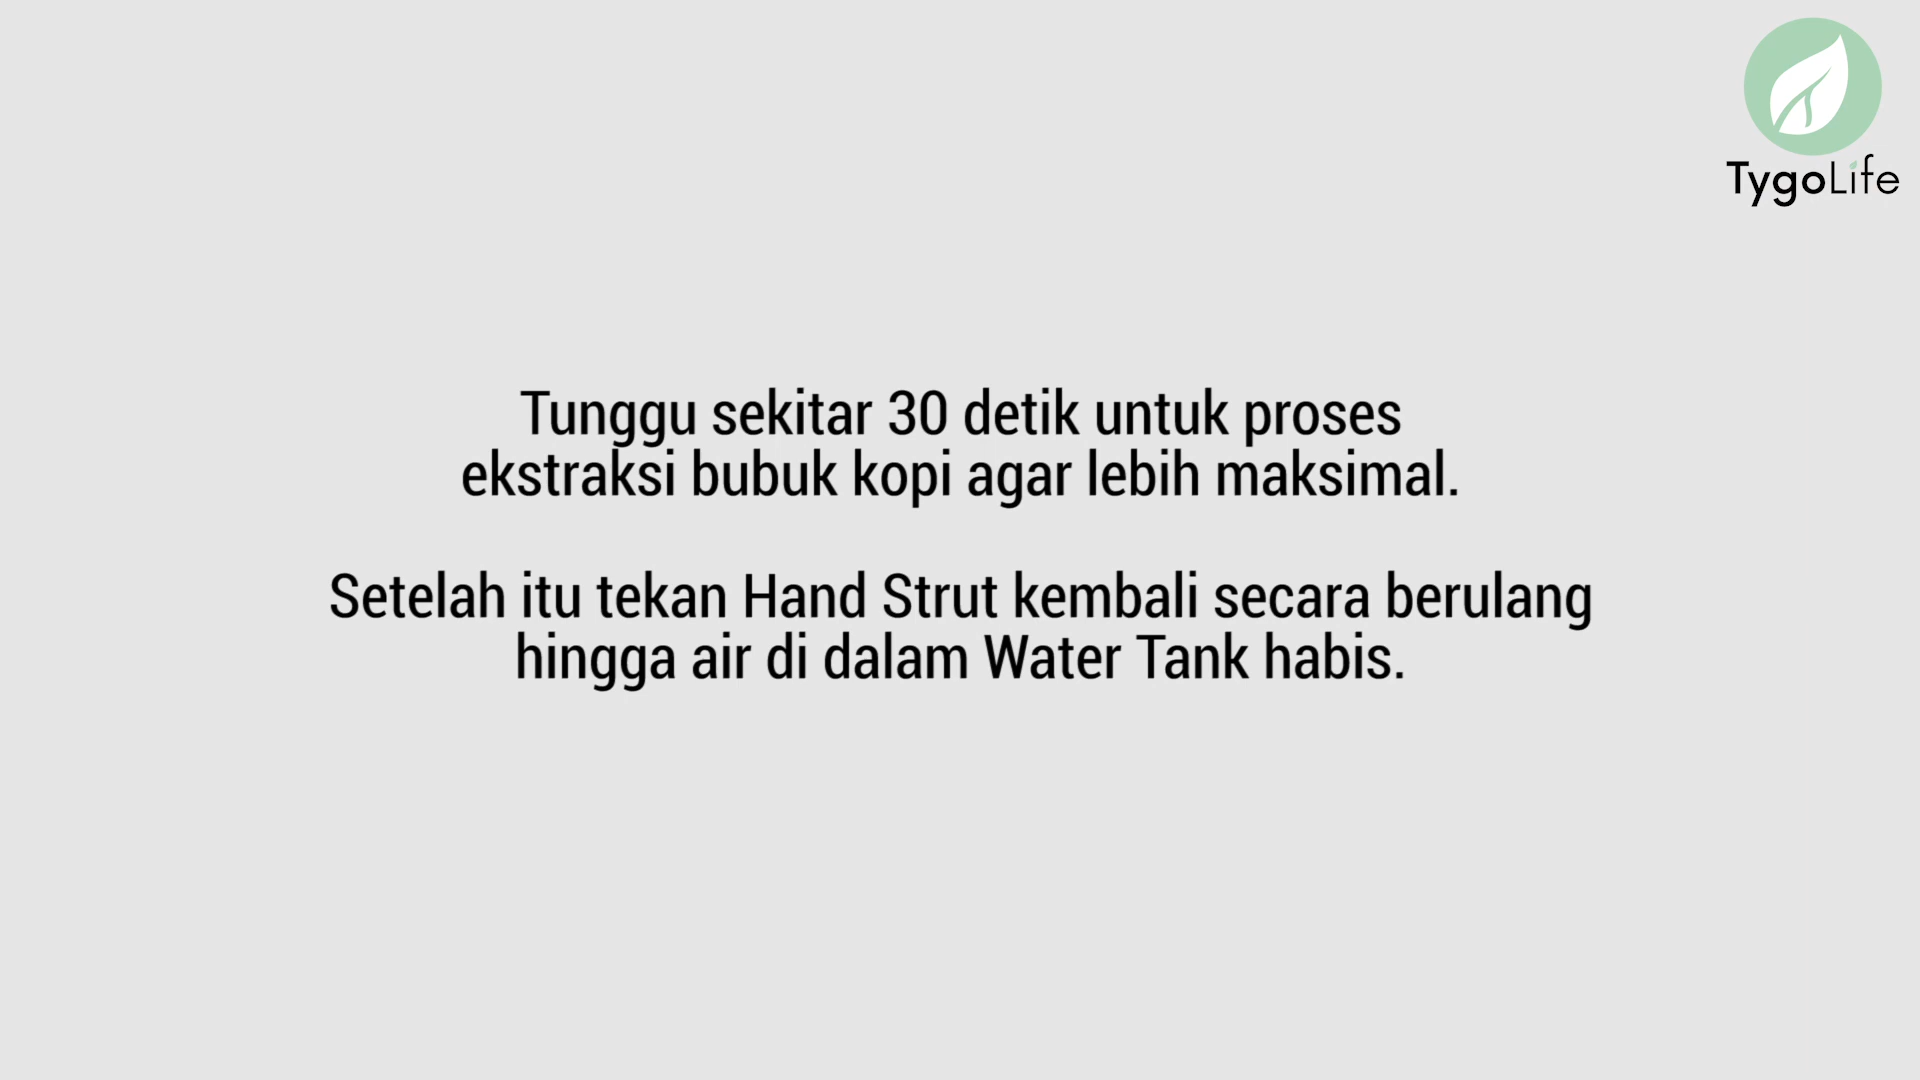 TygoLife
Tunggu sekitar 30 detik untuk proses
ekstraksi bubuk kopi agar lebih maksimal.
Setelah itu tekan Hand Strut kembali secara berulang
hingga air di dalam Water Tank habis.